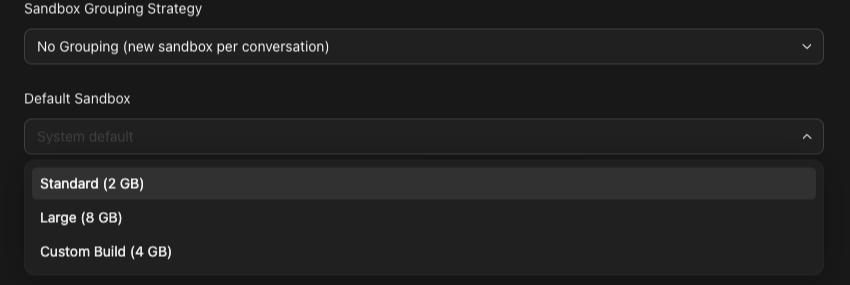 Sandbox Grouping Strategy
No Grouping (new sandbox per conversation)
Default Sandbox
System default
Standard (2 GB)
Large (8 GB)
Custom Build (4 GB)